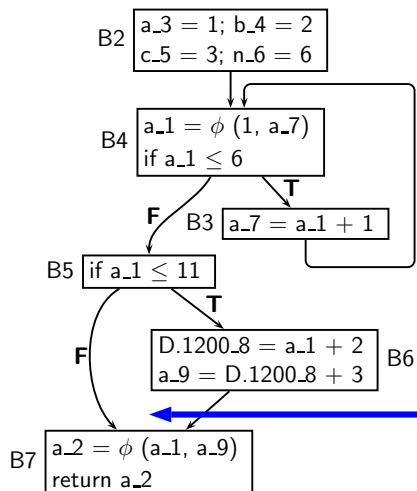 B2
a_3 = 1; b_4 = 2
c_5 = 3; n_6 = 6
B4
a_1 = ϕ (1, a_7)
if a_1 ≤ 6
F
T
B3
a_7 = a_1 + 1
B5
if a_1 ≤ 11
F
T
D.1200_8 = a_1 + 2
a_9 = D.1200_8 + 3
B6
B7
a_2 = ϕ (a_1, a_9)
return a_2